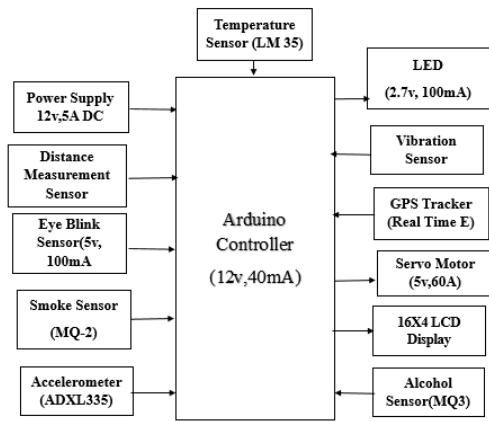 Temperature
Sensor (LM 35)
Power Supply
12v,5A DC
Distance
Measurement
Sensor
Eye Blink
Sensor(5v,
100mA
Smoke Sensor
(MQ-2)
Accelerometer
(ADXL335)
Arduino
Controller
(12v,40mA)
LED
(2.7v, 100mA)
Vibration
Sensor
GPS Tracker
(Real Time E)
Servo Motor
(5v,60A)
16X4 LCD
Display
Alcohol
Sensor(MQ3)